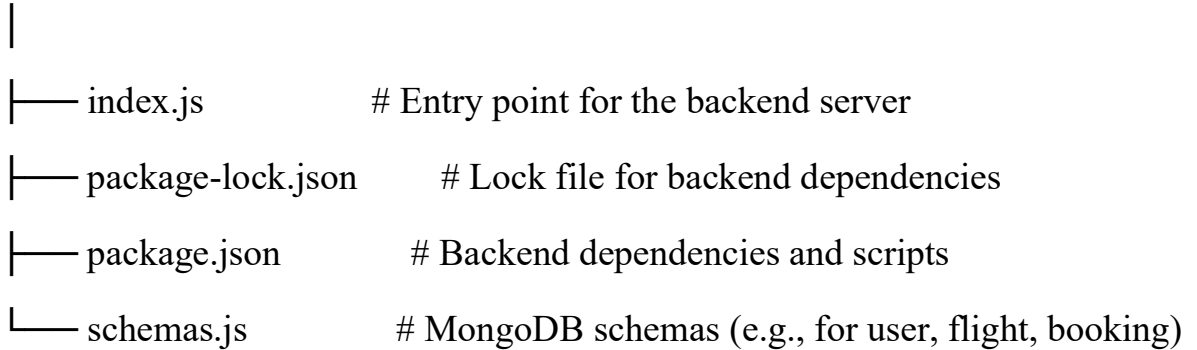 │
├── index.js # Entry point for the backend server
├── package-lock.json # Lock file for backend dependencies
├── package.json # Backend dependencies and scripts
└── schemas.js # MongoDB schemas (e.g., for user, flight, booking)